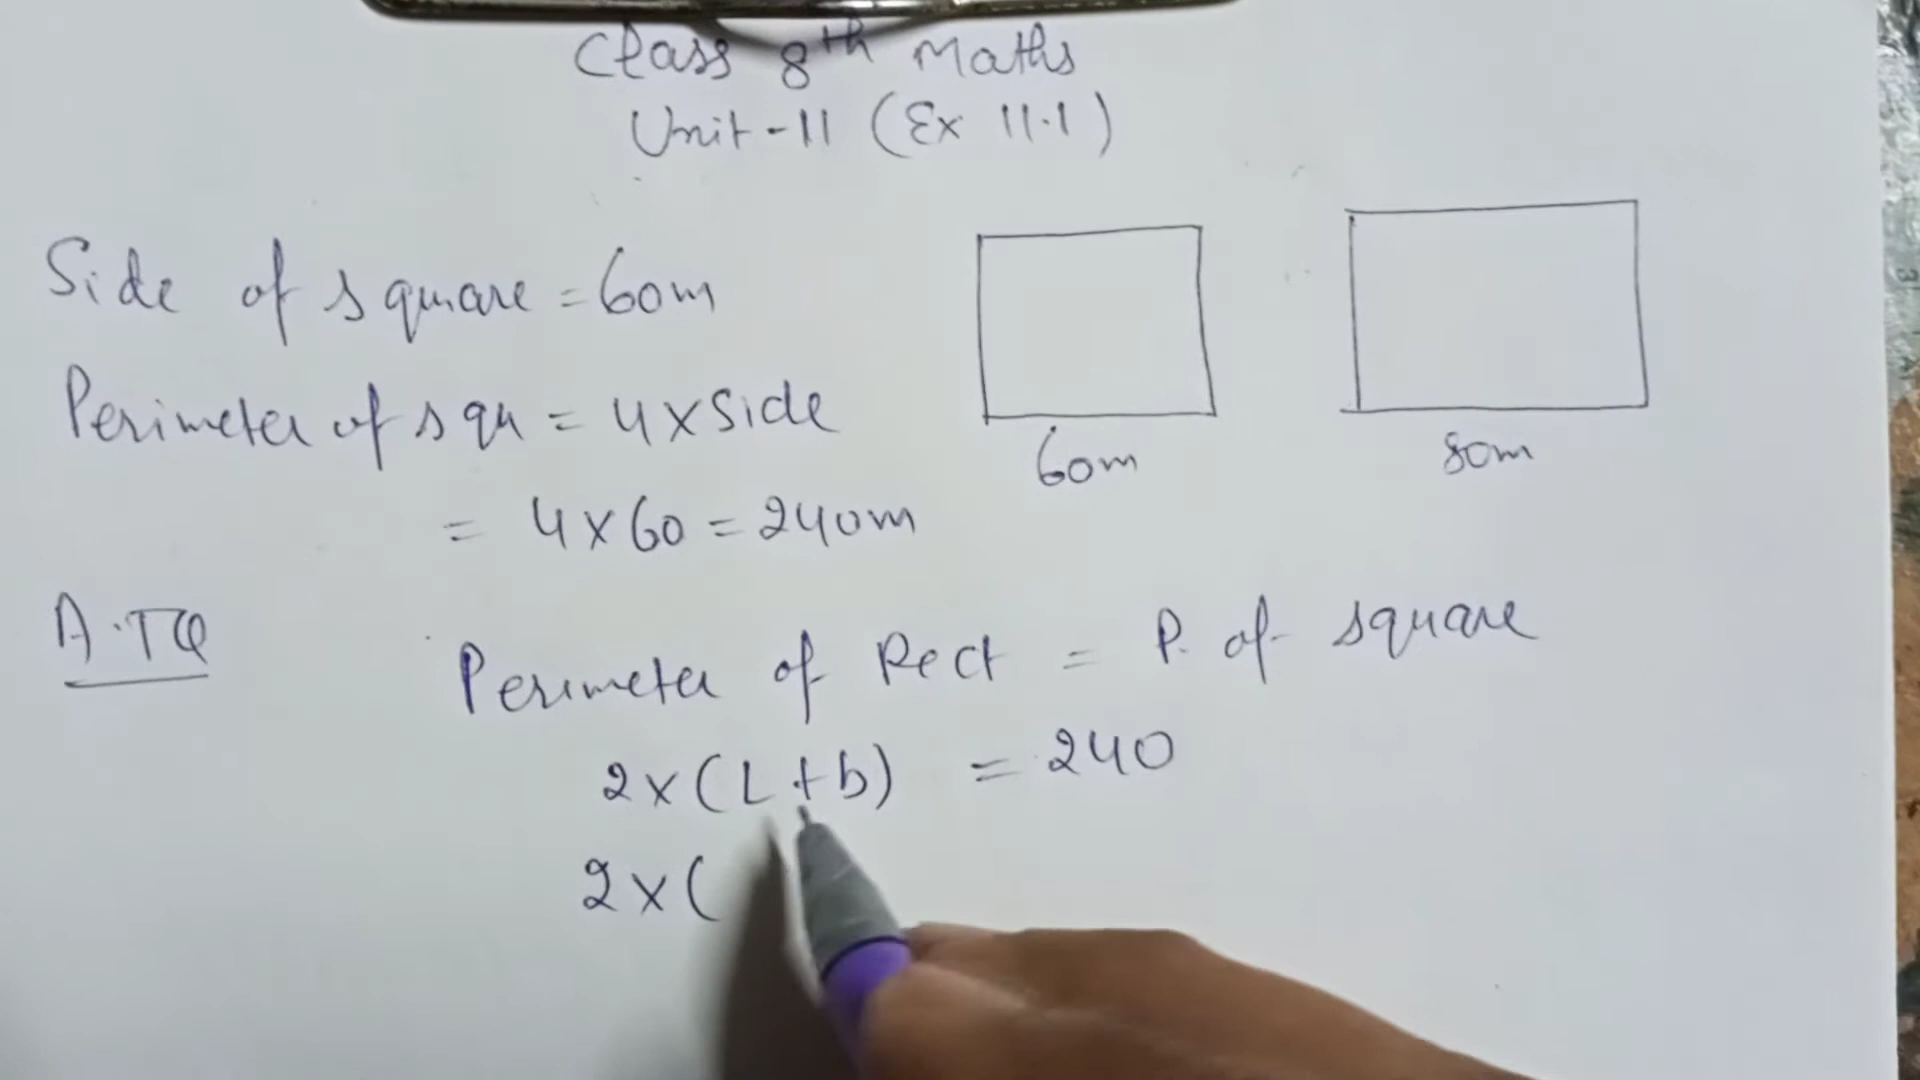 Class 8th Maths
Unit-11 (Ex 11.1)
Side of square = 60m
Perimeter of squ = 4 x side
= 4 x 60 = 240m
60m
80m
A.TQ
Perimeter of Rect = P. of square
2 x (L+b) = 240
2 x (